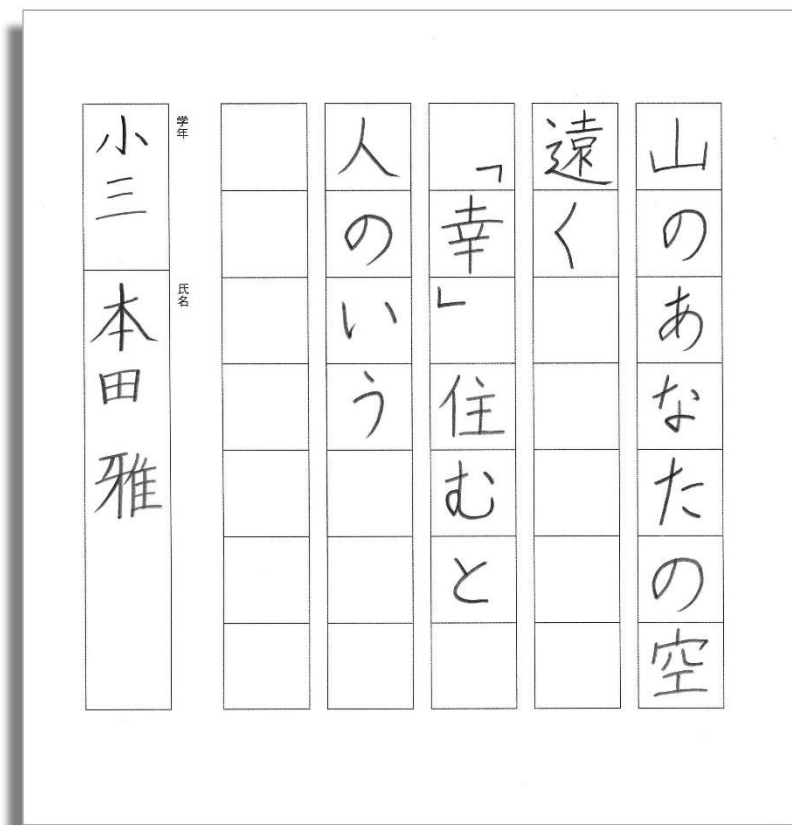 山のあなたの空
遠く
「幸」住むと
人のいう
学年
小三
氏名
本田 雅